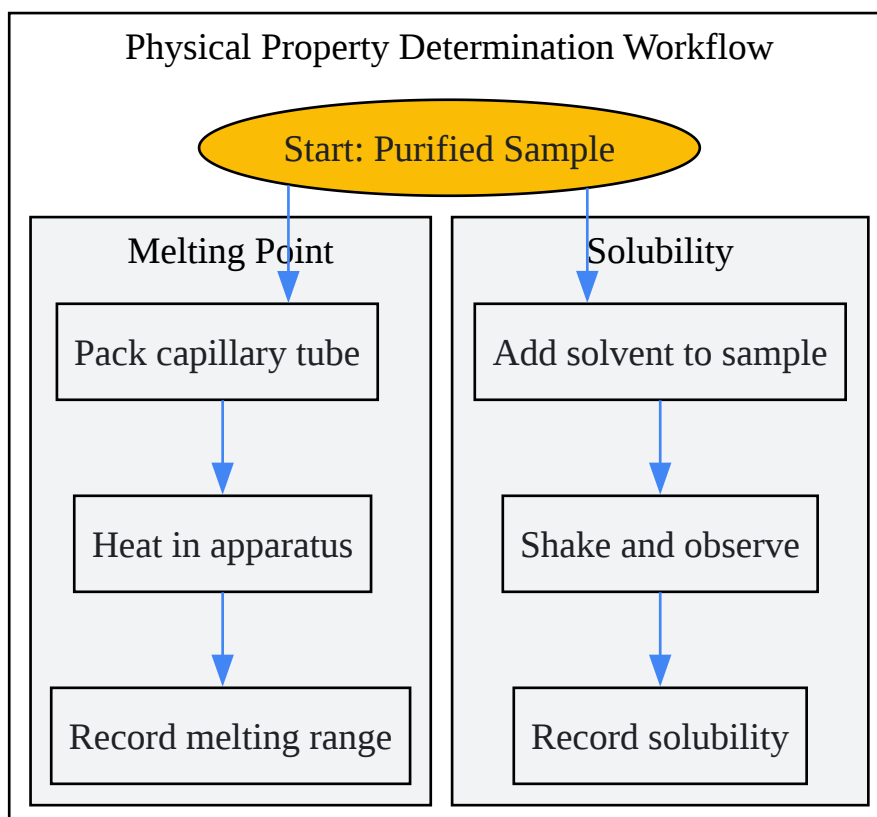 Physical Property Determination Workflow
Start: Purified Sample
Melting Point
Pack capillary tube
Heat in apparatus
Record melting range
Solubility
Add solvent to sample
Shake and observe
Record solubility